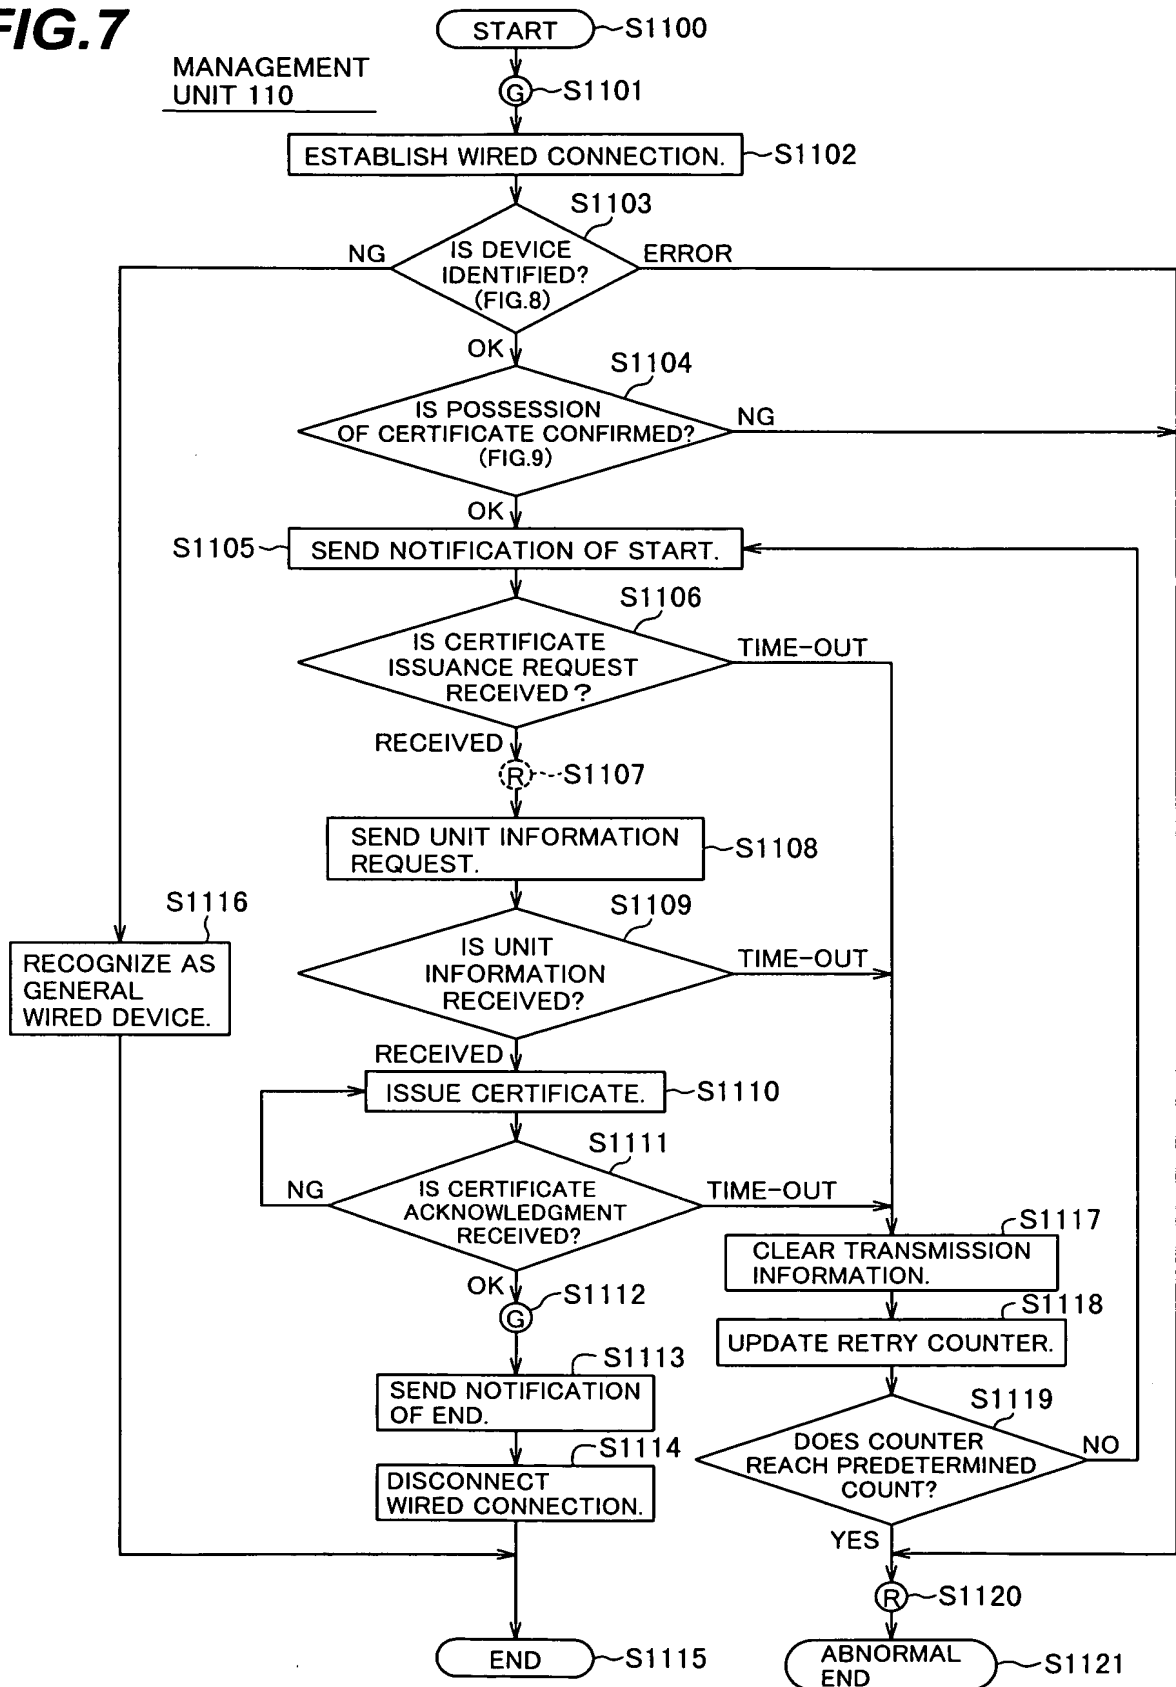 FIG.7
START
S1100
MANAGEMENT
UNIT 110
G
S1101
ESTABLISH WIRED CONNECTION.
S1102
S1103
NG
IS DEVICE
IDENTIFIED?
(FIG.8)
ERROR
OK
S1104
IS POSSESSION
OF CERTIFICATE CONFIRMED?
(FIG.9)
NG
OK
S1105
SEND NOTIFICATION OF START.
S1106
IS CERTIFICATE
ISSUANCE REQUEST
RECEIVED?
TIME-OUT
RECEIVED
R
S1107
SEND UNIT INFORMATION
REQUEST.
S1108
S1116
RECOGNIZE AS
GENERAL
WIRED DEVICE.
S1109
IS UNIT
INFORMATION
RECEIVED?
TIME-OUT
RECEIVED
ISSUE CERTIFICATE.
S1110
S1111
NG
IS CERTIFICATE
ACKNOWLEDGMENT
RECEIVED?
TIME-OUT
OK
G
S1112
S1117
CLEAR TRANSMISSION
INFORMATION.
S1118
UPDATE RETRY COUNTER.
S1113
SEND NOTIFICATION
OF END.
S1114
DISCONNECT
WIRED CONNECTION.
S1119
DOES COUNTER
REACH PREDETERMINED
COUNT?
NO
YES
R
S1120
END
S1115
ABNORMAL
END
S1121